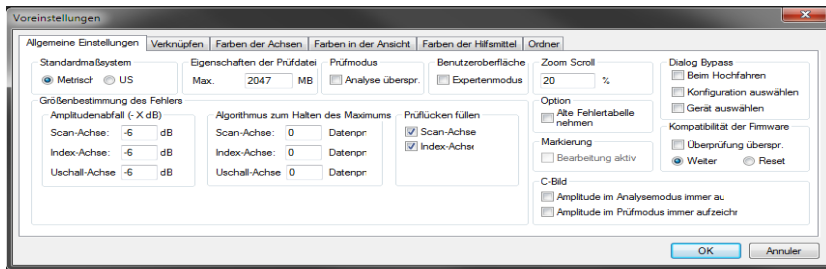 Voreinstellungen
Allgemeine Einstellungen Verknüpfen Farben der Achsen Farben in der Ansicht Farben der Hilfsmittel Ordner
Standardmaßsystem
Metrisch US
Eigenschaften der Prüfdatei
Max. 2047 MB
Prüfmodus
Analyse überspr.
Benutzeroberfläche
Expertenmodus
Zoom Scroll
20 %
Dialog Bypass
Beim Hochfahren
Konfiguration auswählen
Gerät auswählen
Größenbestimmung des Fehlers
Amplitudenabfall (- X dB)
Scan-Achse: -6 dB
Index-Achse: -6 dB
Uschall-Achse -6 dB
Algorithmus zum Halten des Maximums
Scan-Achse: 0 Datenpr
Index-Achse: 0 Datenpr
Uschall-Achse 0 Datenpr
Prüflücken füllen
Scan-Achse
Index-Achse
Option
Alte Fehlertabelle
nehmen
Markierung
Bearbeitung aktiv
Kompatibilität der Firmware
Überprüfung überspr.
Weiter Reset
C-Bild
Amplitude im Analysemodus immer au
Amplitude im Prüfmodus immer aufzeichr
OK Annuler